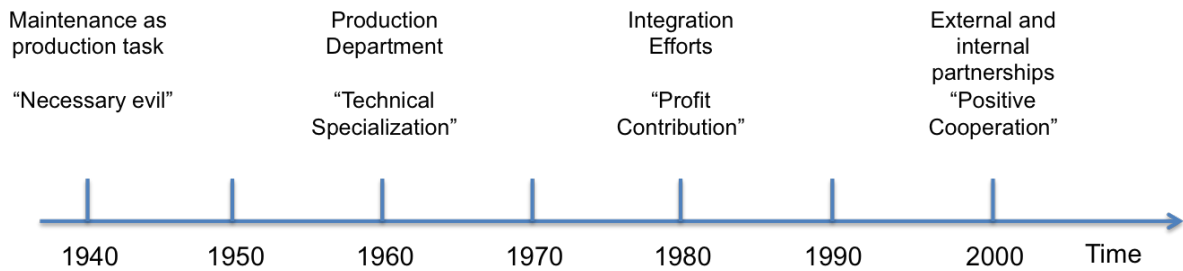 Maintenance as
production task
“Necessary evil”
Production
Department
“Technical
Specialization”
Integration
Efforts
“Profit
Contribution”
External and
internal
partnerships
“Positive
Cooperation”
1940
1950
1960
1970
1980
1990
2000
Time